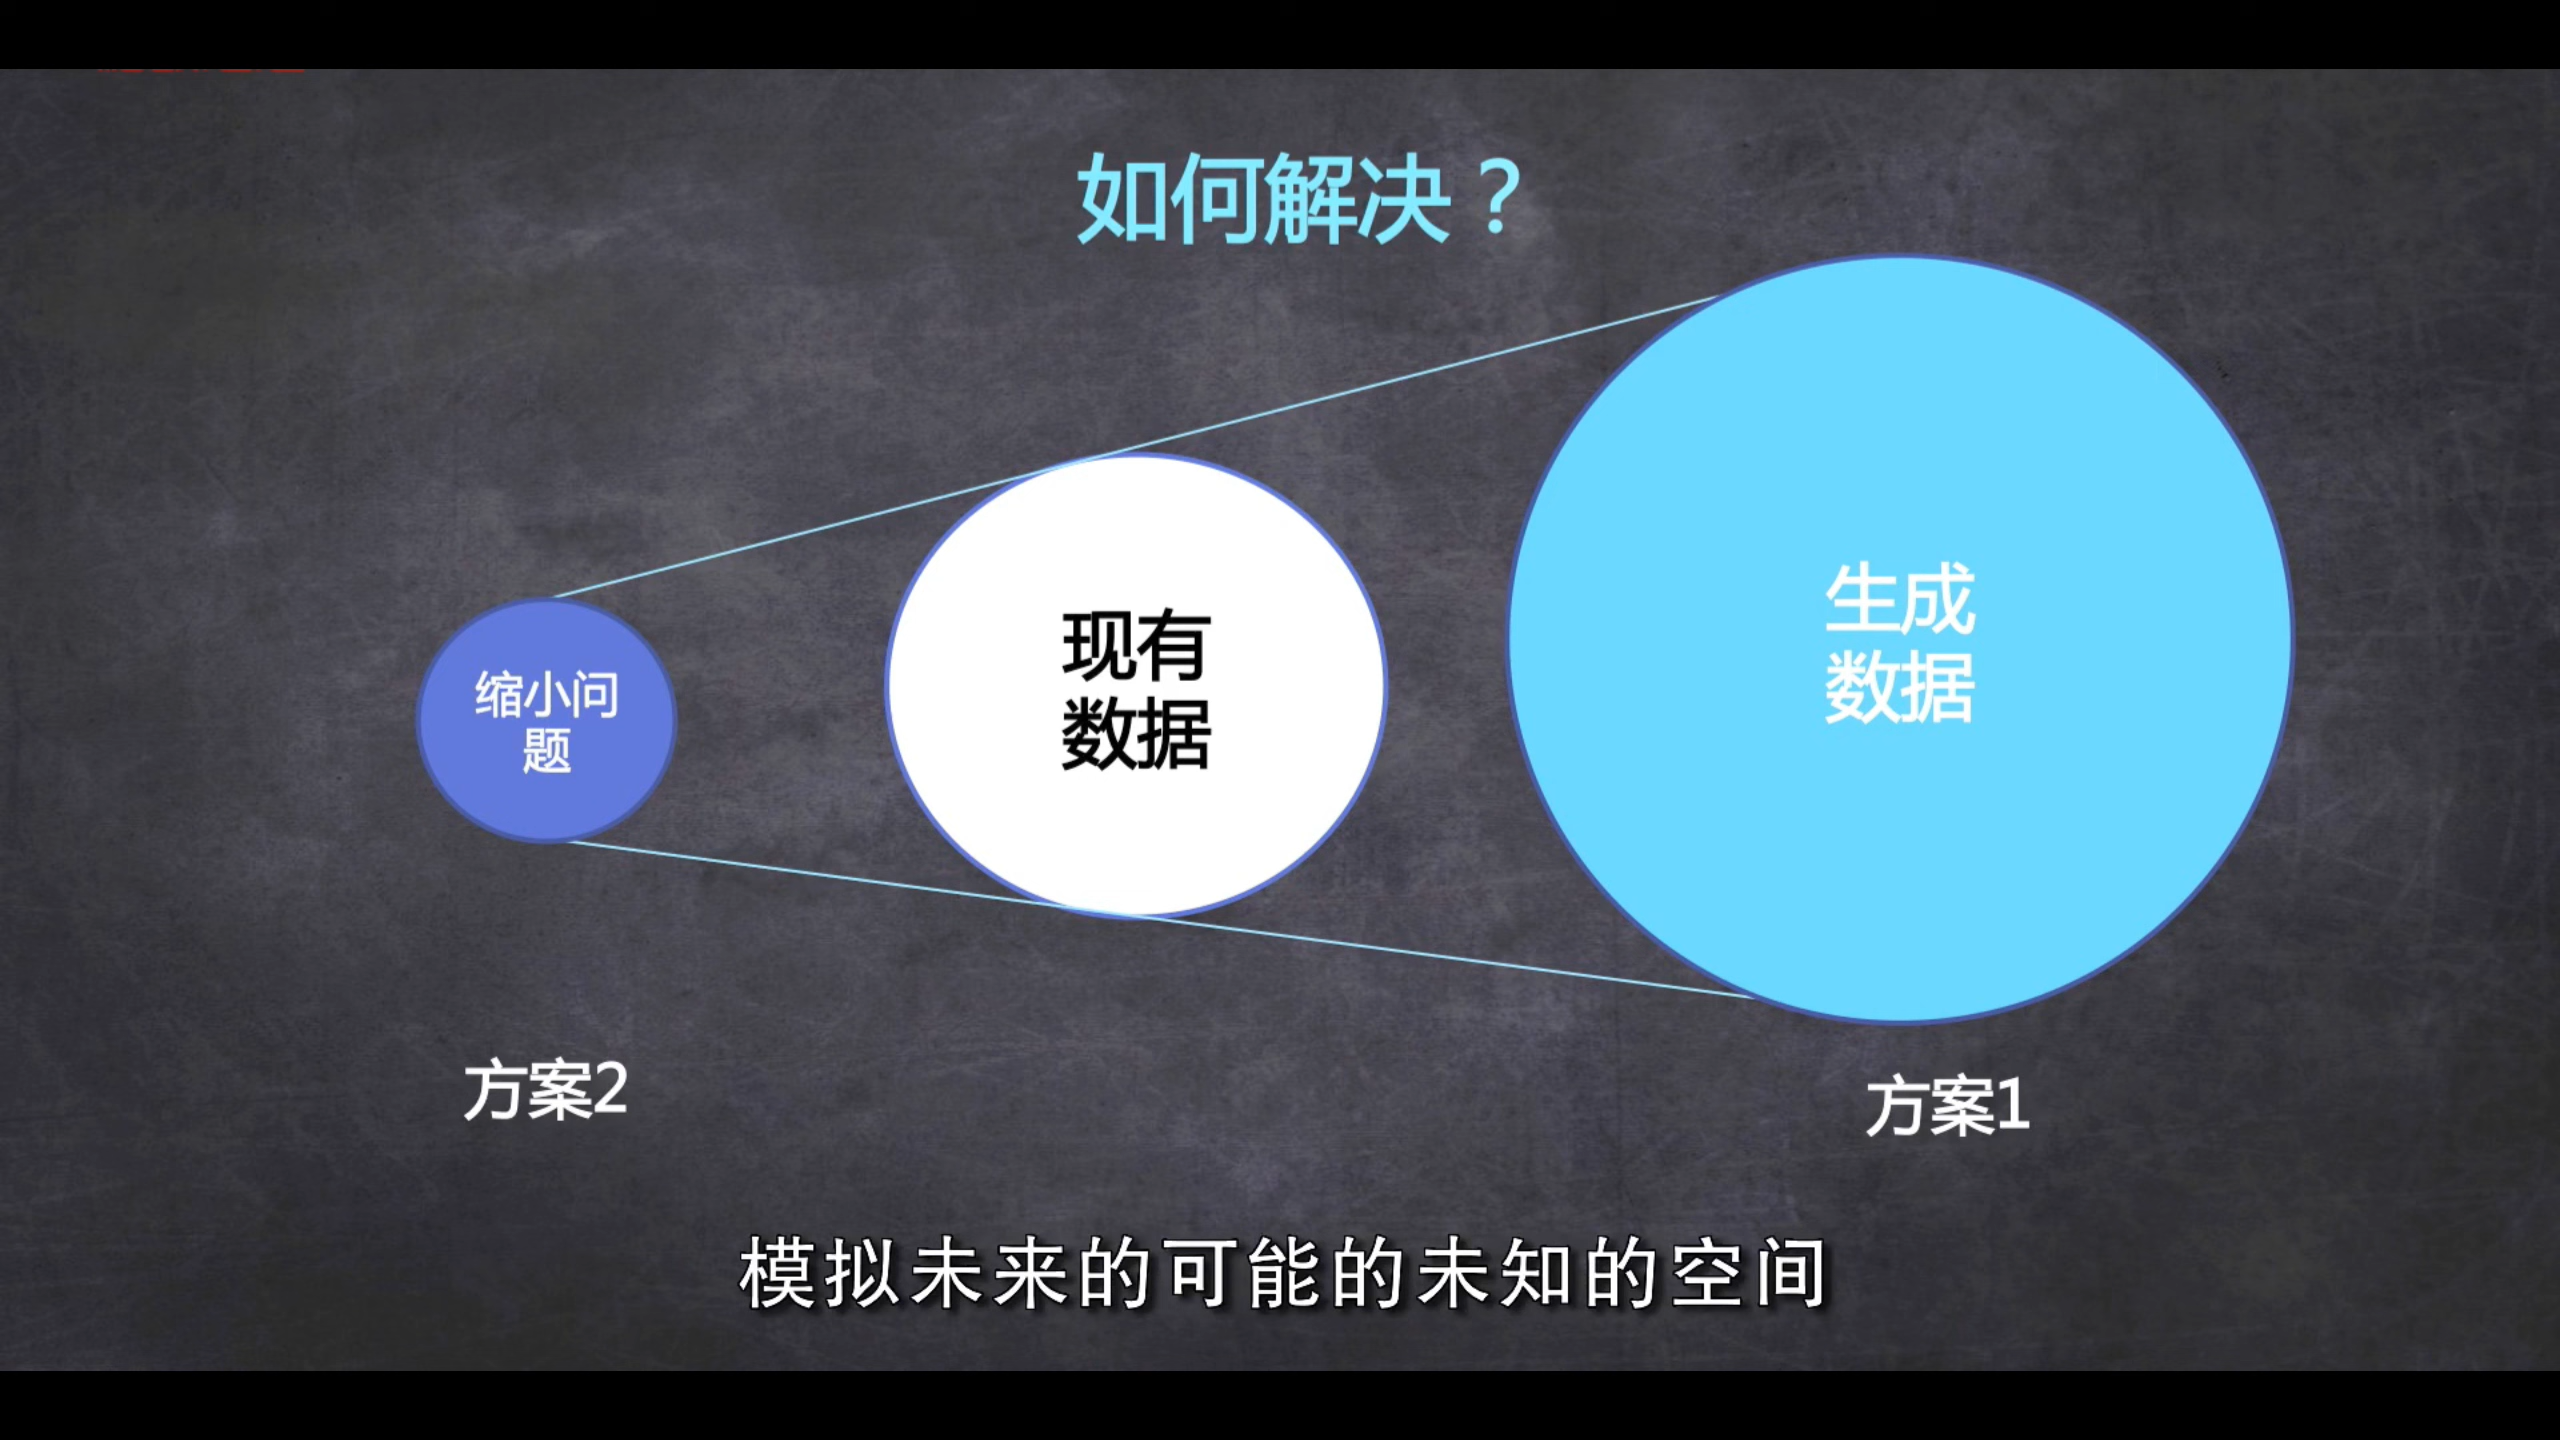 如何解决？
缩小问
题
现有
数据
生成
数据
方案2
方案1
模拟未来的可能的未知的空间